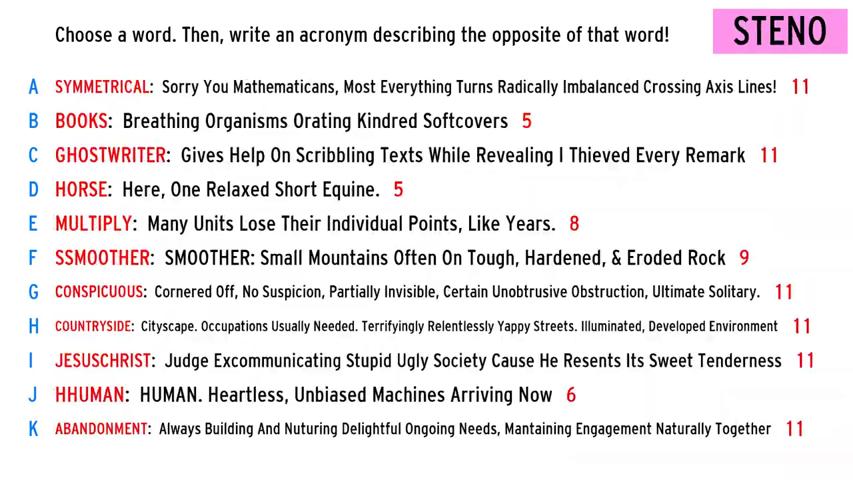 Choose a word. Then, write an acronym describing the opposite of that word!
STENO
A SYMMETRICAL: Sorry You Mathematicans, Most Everything Turns Radically Imbalanced Crossing Axis Lines! 11
B BOOKS: Breathing Organisms Orating Kindred Softcovers 5
C GHOSTWRITER: Gives Help On Scribbling Texts While Revealing I Thieved Every Remark 11
D HORSE: Here, One Relaxed Short Equine. 5
E MULTIPLY: Many Units Lose Their Individual Points, Like Years. 8
F SSMOOTHER: SMOOTHER: Small Mountains Often On Tough, Hardened, & Eroded Rock 9
G CONSPICUOUS: Cornered Off, No Suspicion, Partially Invisible, Certain Unobtrusive Obstruction, Ultimate Solitary. 11
H COUNTRYSIDE: Cityscape. Occupations Usually Needed. Terrifyingly Relentlessly Yappy Streets. Illuminated, Developed Environment 11
I JESUSCHRIST: Judge Excommunicating Stupid Ugly Society Cause He Resents Its Sweet Tenderness 11
J HHUMAN: HUMAN. Heartless, Unbiased Machines Arriving Now 6
K ABANDONMENT: Always Building And Nuturing Delightful Ongoing Needs, Mantaining Engagement Naturally Together 11